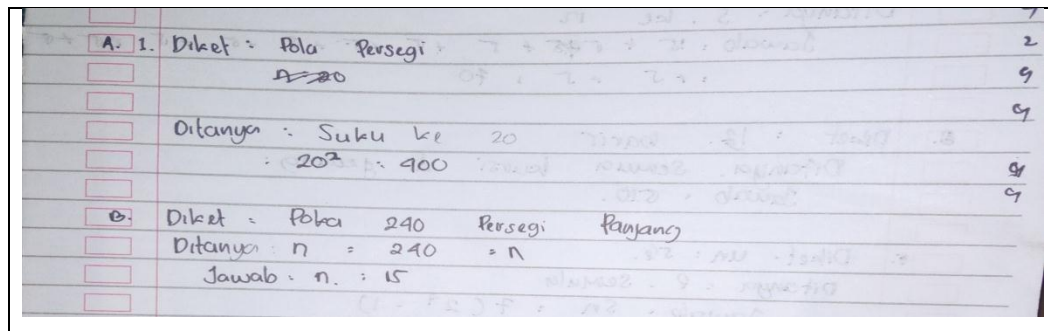 A. 1. Diket : Pola Persegi
Ditanya : Suku ke 20
: 20² : 400
B. Diket : Pola 240 Persegi Panjang
Ditanya n = 240 = n
Jawab : n. : 15